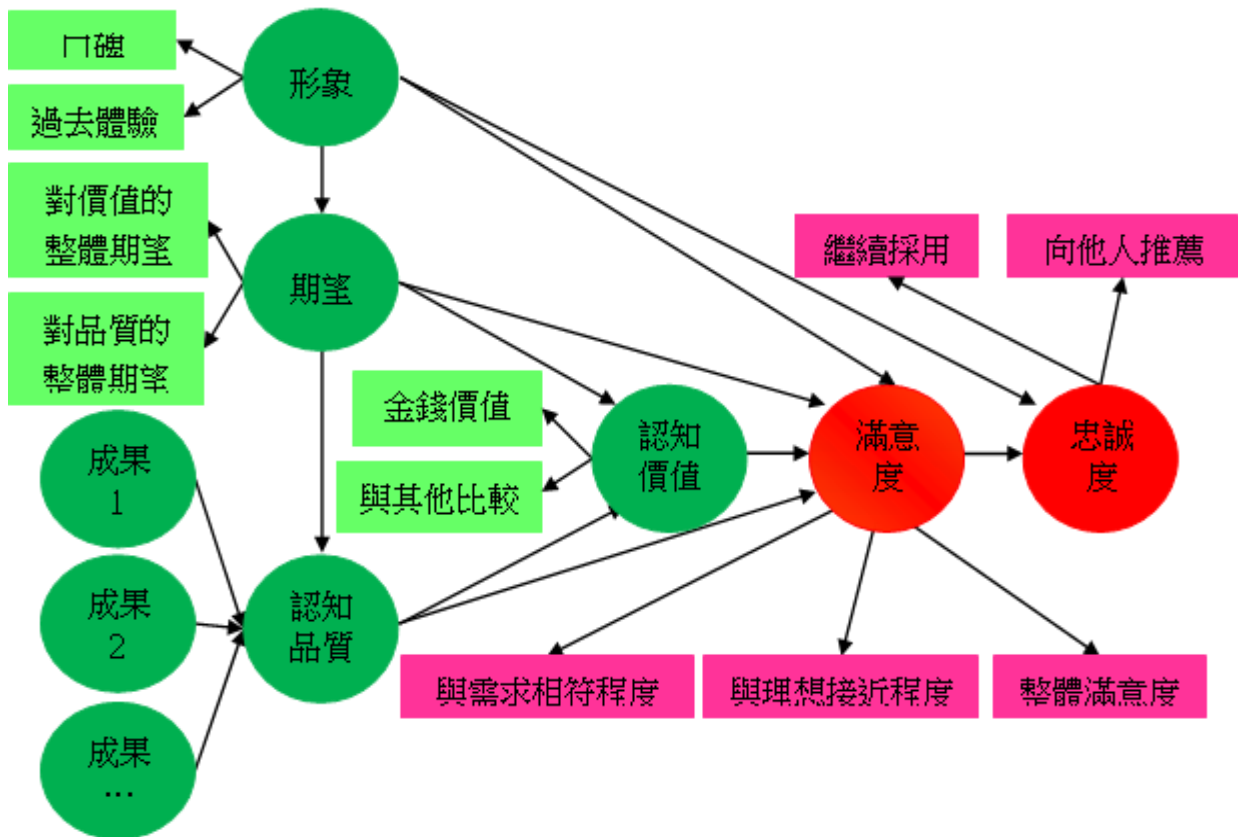 口碑
形象
過去體驗
對價值的
整體期望
期望
對品質的
整體期望
繼續採用
向他人推薦
金錢價值
與其他比較
認知
價值
滿意
度
忠誠
度
成果
1
成果
2
成果
...
認知
品質
與需求相符程度
與理想接近程度
整體滿意度